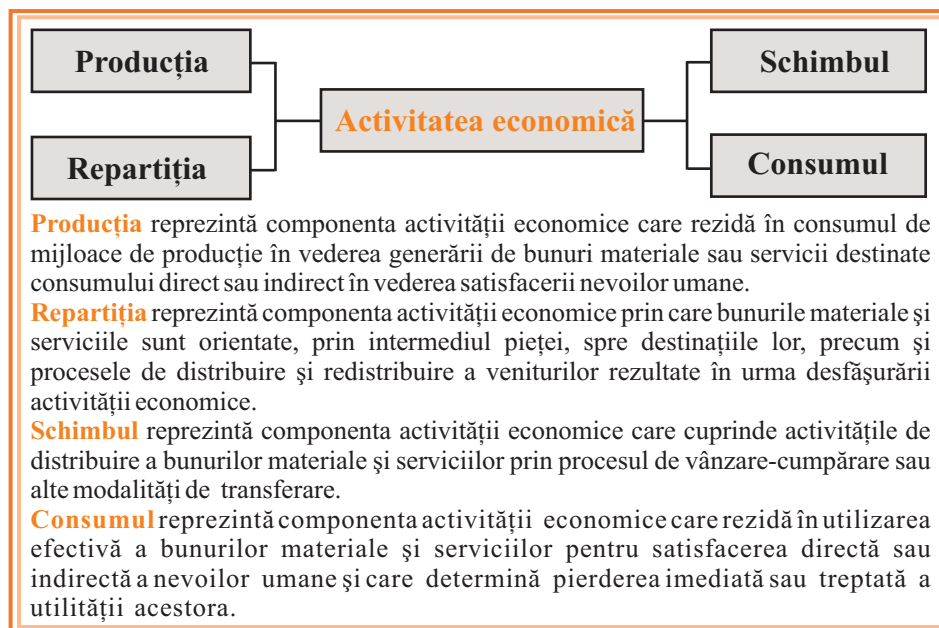 Producția
Schimbul
Activitatea economică
Repartiția
Consumul
Producția reprezintă componenta activității economice care rezidă în consumul de
mijloace de producție în vederea generării de bunuri materiale sau servicii destinate
consumului direct sau indirect în vederea satisfacerii nevoilor umane.
Repartiția reprezintă componenta activității economice prin care bunurile materiale şi
serviciile sunt orientate, prin intermediul pieței, spre destinațiile lor, precum şi
procesele de distribuire şi redistribuire a veniturilor rezultate în urma desfăşurării
activității economice.
Schimbul reprezintă componenta activității economice care cuprinde activitățile de
distribuire a bunurilor materiale şi serviciilor prin procesul de vânzare-cumpărare sau
alte modalități de transferare.
Consumul reprezintă componenta activității economice care rezidă în utilizarea
efectivă a bunurilor materiale şi serviciilor pentru satisfacerea directă sau
indirectă a nevoilor umane şi care determină pierderea imediată sau treptată a
utilității acestora.